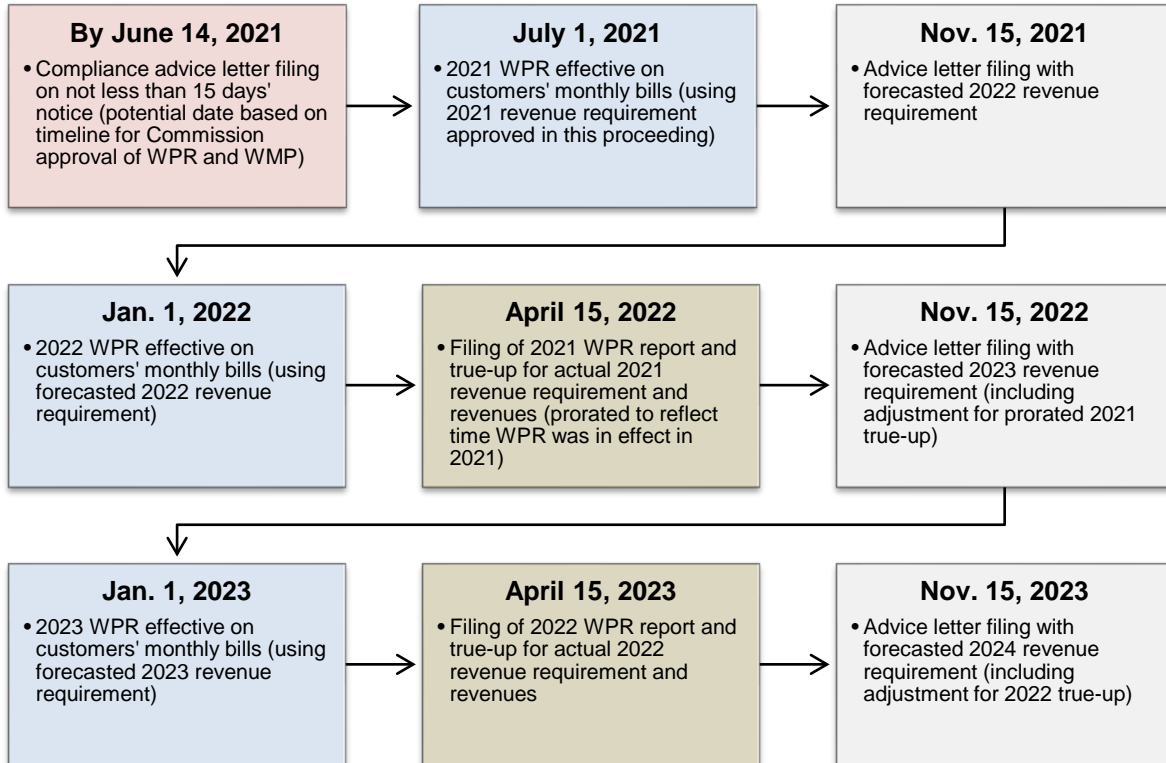 By June 14, 2021
• Compliance advice letter filing
on not less than 15 days'
notice (potential date based on
timeline for Commission
approval of WPR and WMP)
July 1, 2021
• 2021 WPR effective on
customers' monthly bills (using
2021 revenue requirement
approved in this proceeding)
Nov. 15, 2021
• Advice letter filing with
forecasted 2022 revenue
requirement
Jan. 1, 2022
• 2022 WPR effective on
customers' monthly bills (using
forecasted 2022 revenue
requirement)
April 15, 2022
• Filing of 2021 WPR report and
true-up for actual 2021
revenue requirement and
revenues (prorated to reflect
time WPR was in effect in
2021)
Nov. 15, 2022
• Advice letter filing with
forecasted 2023 revenue
requirement (including
adjustment for prorated 2021
true-up)
Jan. 1, 2023
• 2023 WPR effective on
customers' monthly bills (using
forecasted 2023 revenue
requirement)
April 15, 2023
• Filing of 2022 WPR report and
true-up for actual 2022
revenue requirement and
revenues
Nov. 15, 2023
• Advice letter filing with
forecasted 2024 revenue
requirement (including
adjustment for 2022 true-up)